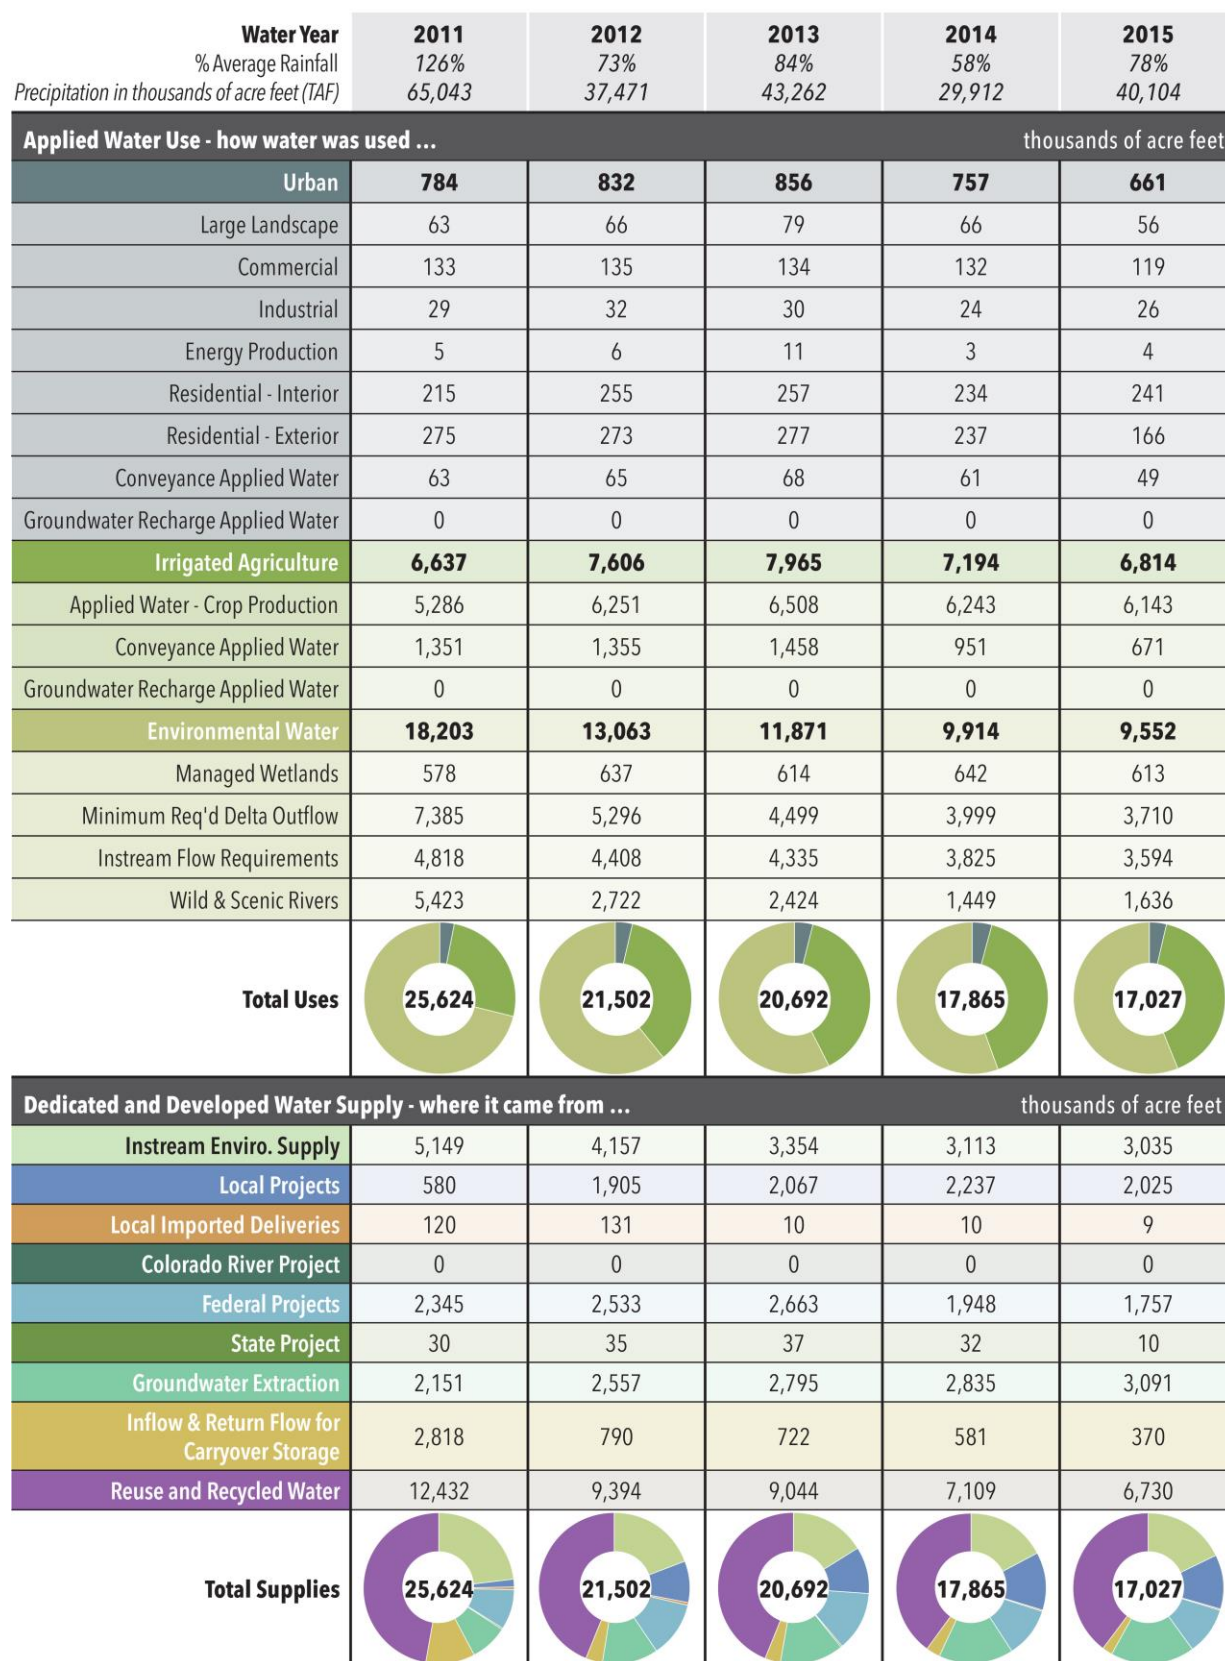 Water Year 2011 2012 2013 2014 2015
% Average Rainfall 126% 73% 84% 58% 78%
Precipitation in thousands of acre feet (TAF) 65,043 37,471 43,262 29,912 40,104
Applied Water Use - how water was used ... thousands of acre feet
Urban 784 832 856 757 661
Large Landscape 63 66 79 66 56
Commercial 133 135 134 132 119
Industrial 29 32 30 24 26
Energy Production 5 6 11 3 4
Residential - Interior 215 255 257 234 241
Residential - Exterior 275 273 277 237 166
Conveyance Applied Water 63 65 68 61 49
Groundwater Recharge Applied Water 0 0 0 0 0
Irrigated Agriculture 6,637 7,606 7,965 7,194 6,814
Applied Water - Crop Production 5,286 6,251 6,508 6,243 6,143
Conveyance Applied Water 1,351 1,355 1,458 951 671
Groundwater Recharge Applied Water 0 0 0 0 0
Environmental Water 18,203 13,063 11,871 9,914 9,552
Managed Wetlands 578 637 614 642 613
Minimum Req'd Delta Outflow 7,385 5,296 4,499 3,999 3,710
Instream Flow Requirements 4,818 4,408 4,335 3,825 3,594
Wild & Scenic Rivers 5,423 2,722 2,424 1,449 1,636
Total Uses 25,624 21,502 20,692 17,865 17,027
Dedicated and Developed Water Supply - where it came from ... thousands of acre feet
Instream Enviro. Supply 5,149 4,157 3,354 3,113 3,035
Local Projects 580 1,905 2,067 2,237 2,025
Local Imported Deliveries 120 131 10 10 9
Colorado River Project 0 0 0 0 0
Federal Projects 2,345 2,533 2,663 1,948 1,757
State Project 30 35 37 32 10
Groundwater Extraction 2,151 2,557 2,795 2,835 3,091
Inflow & Return Flow for
Carryover Storage 2,818 790 722 581 370
Reuse and Recycled Water 12,432 9,394 9,044 7,109 6,730
Total Supplies 25,624 21,502 20,692 17,865 17,027